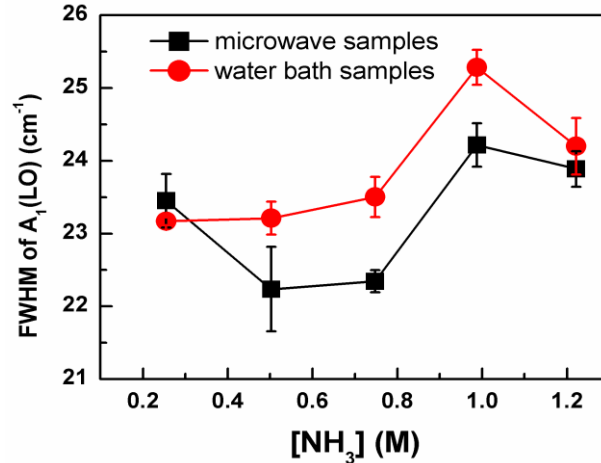 26
25
24
23
22
21
FWHM of A₁(LO) (cm⁻¹)
microwave samples
water bath samples
0.2 0.4 0.6 0.8 1.0 1.2
[NH₃] (M)